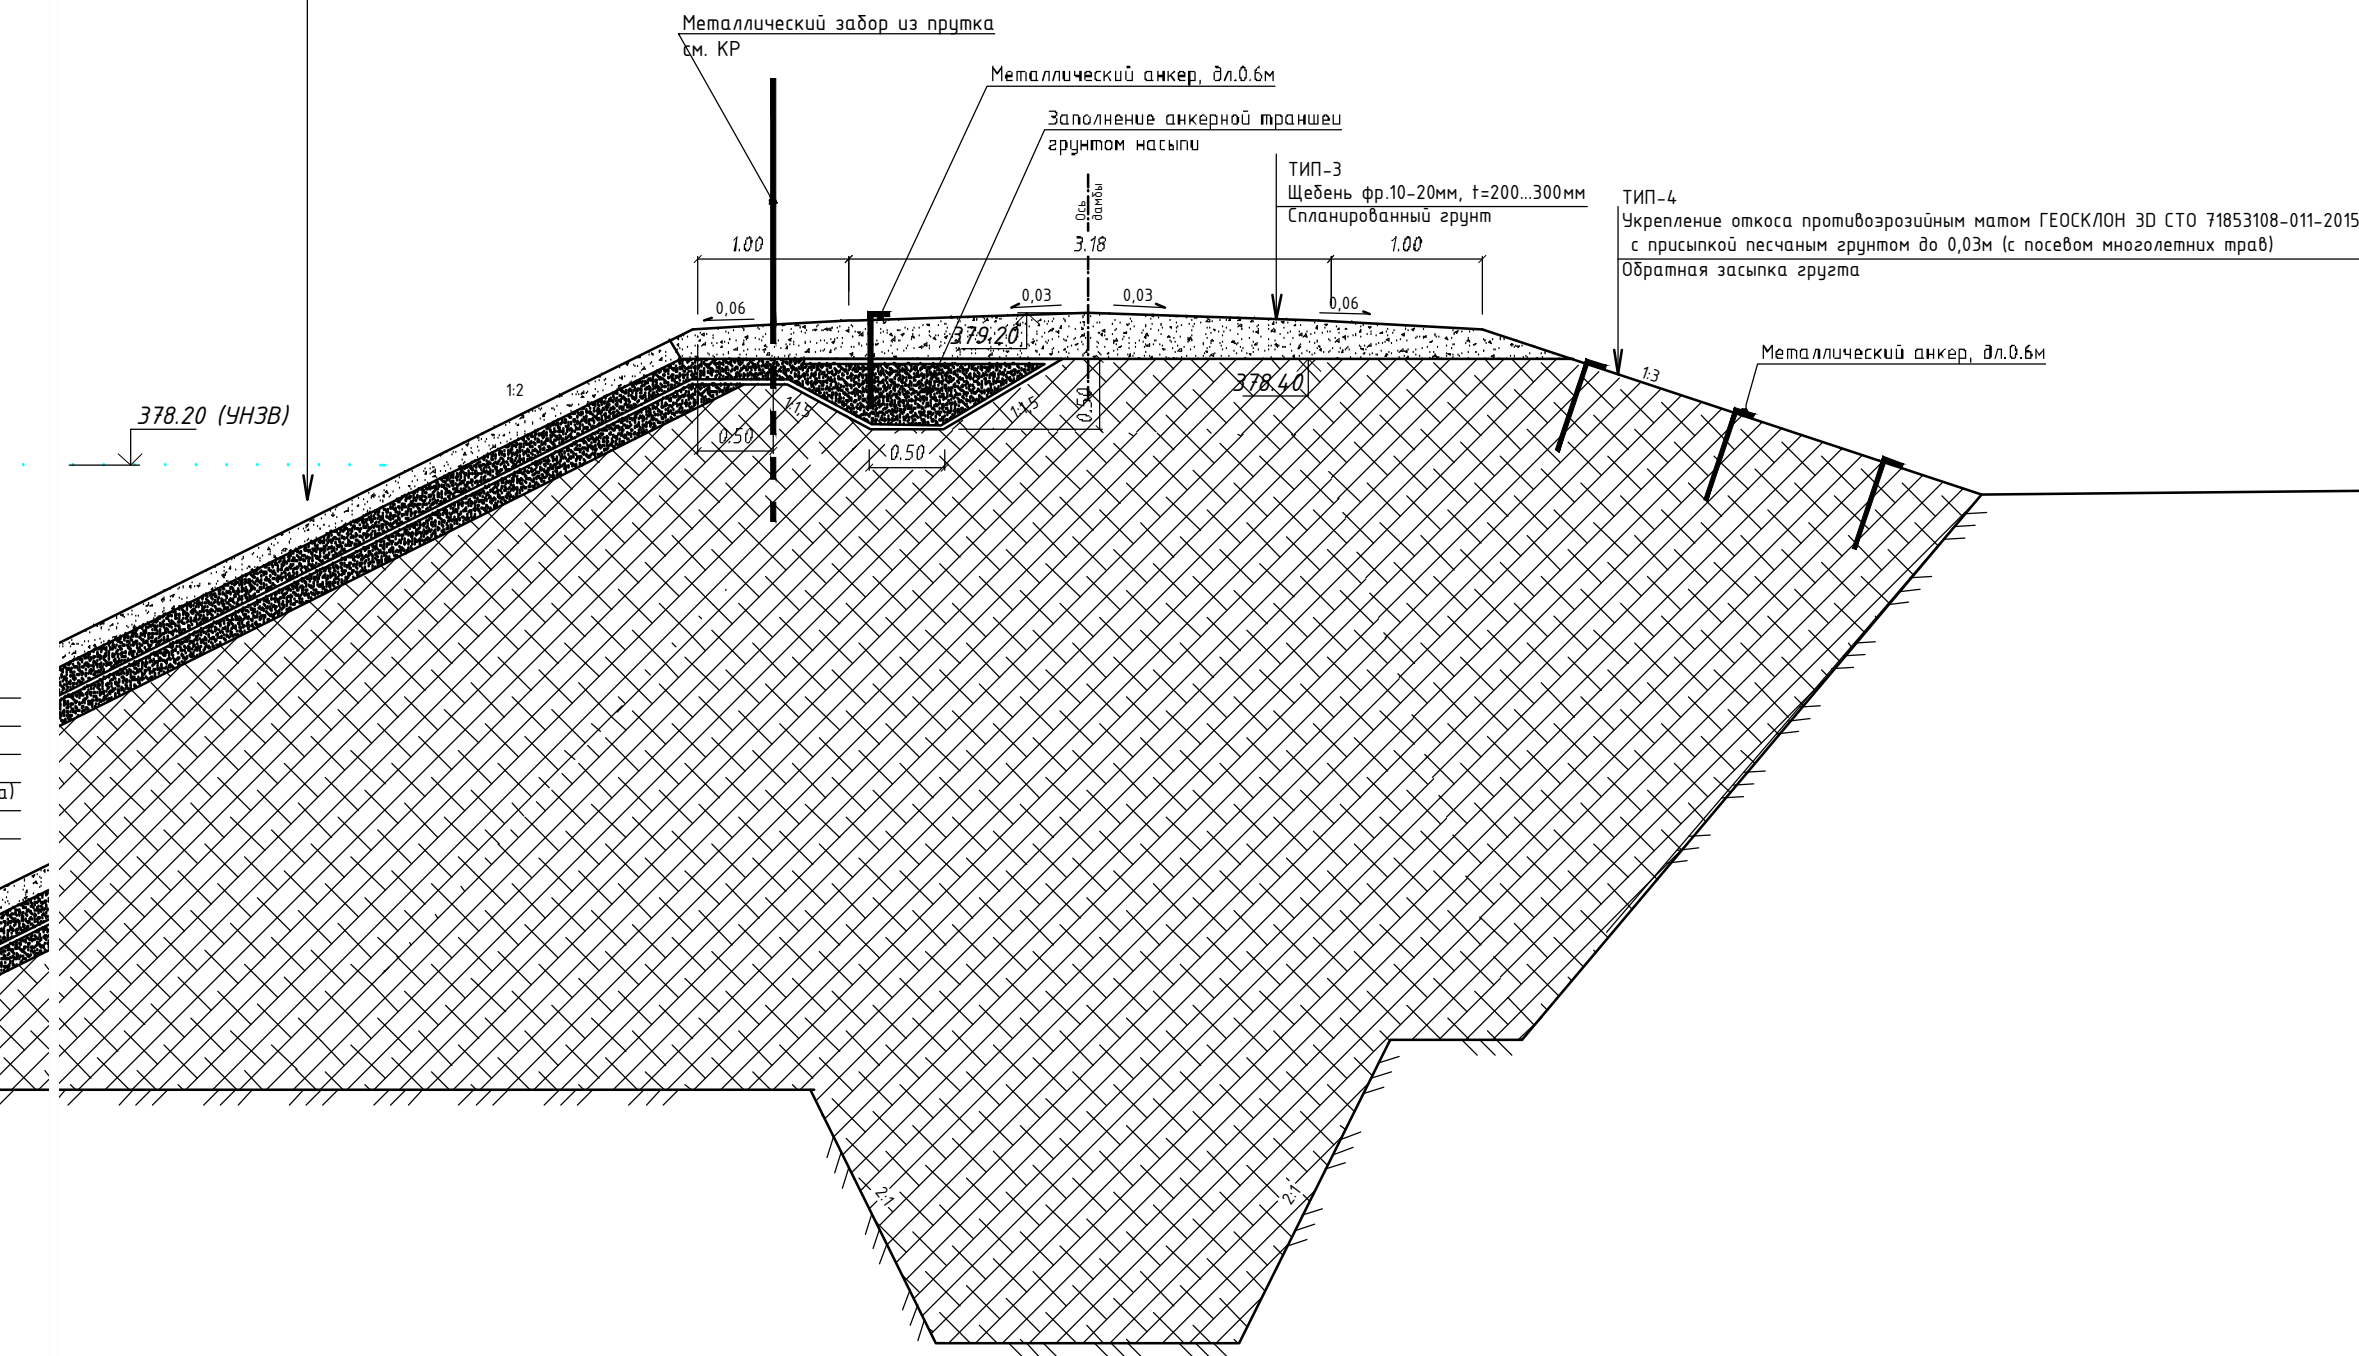 Металлический забор из прутка
см. КР
Металлический анкер, дл.0.6м
Заполнение анкерной траншеи
грунтом насыпи
ТИП-3
Щебень фр.10-20мм, t=200...300мм
Спланированный грунт
ТИП-4
Укрепление откоса противоэрозийным матом ГЕОСКЛОН 3D СТО 71853108-011-2015
с присыпкой песчаным грунтом до 0,03м (с посевом многолетних трав)
Обратная засыпка гругта
Ось
дамбы
1.00
3.18
1.00
0,06
0,03
0,03
0,06
379.20
Металлический анкер, дл.0.6м
1:2
1:3
378.40
378.20 (УНЗВ)
1:1,5
1:1,5
0.50
0.50
0.50
а)
2:1
2:1